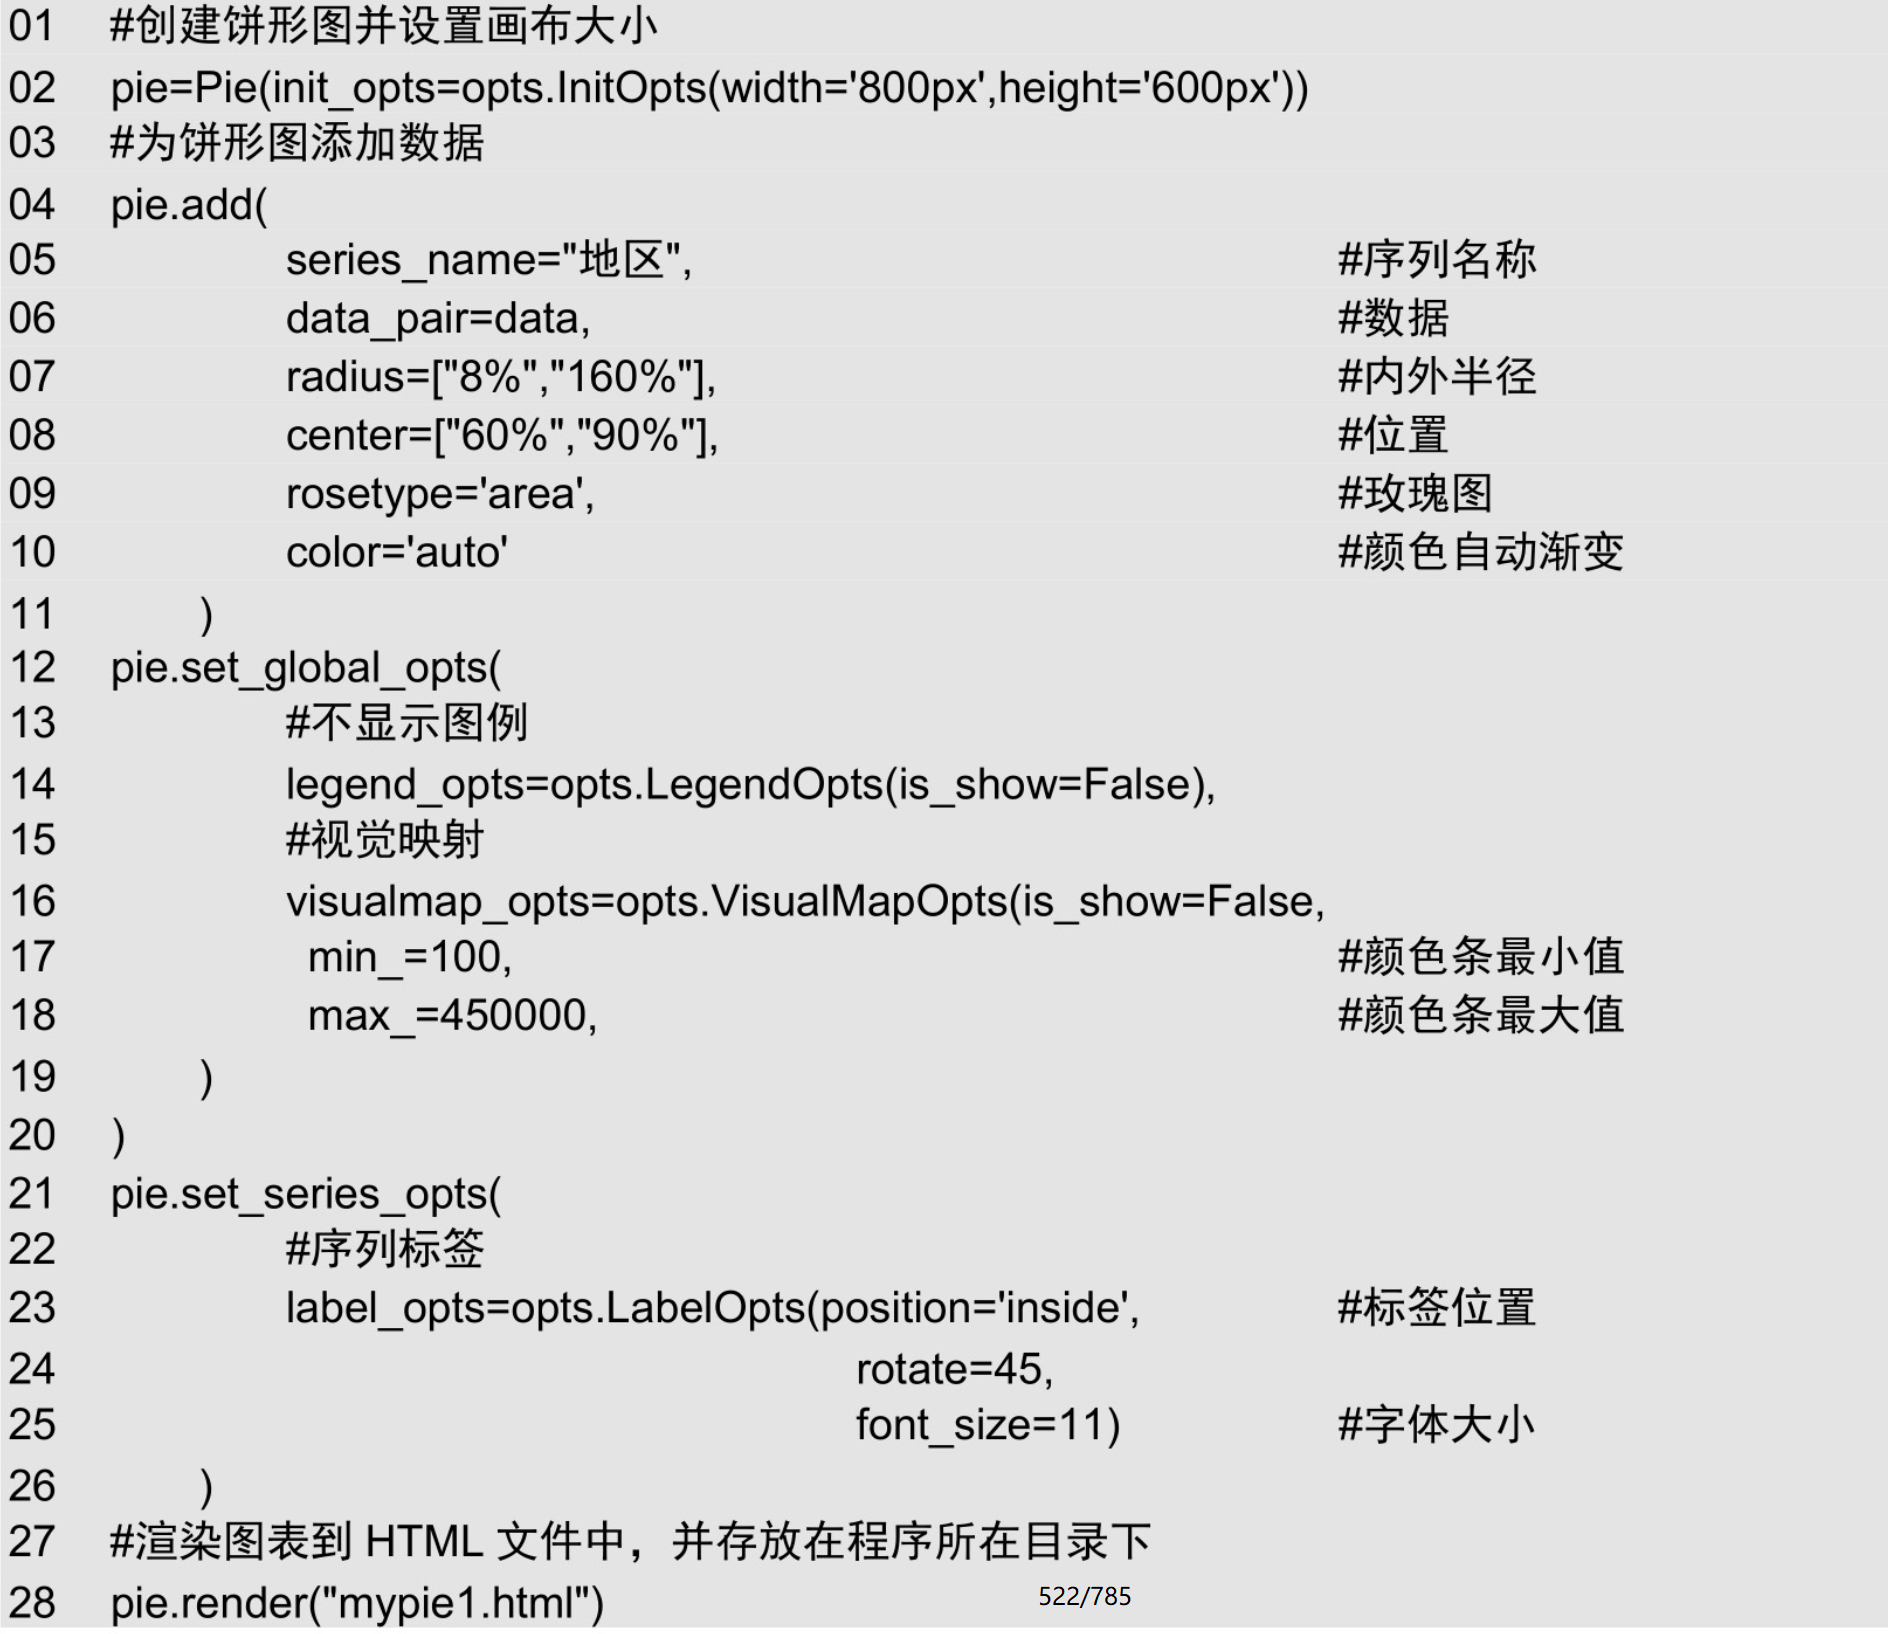 01 #创建饼形图并设置画布大小
02 pie=Pie(init_opts=opts.InitOpts(width='800px',height='600px'))
03 #为饼形图添加数据
04 pie.add(
05 series_name="地区", #序列名称
06 data_pair=data, #数据
07 radius=["8%","160%"], #内外半径
08 center=["60%","90%"], #位置
09 rosetype='area', #玫瑰图
10 color='auto' #颜色自动渐变
11 )
12 pie.set_global_opts(
13 #不显示图例
14 legend_opts=opts.LegendOpts(is_show=False),
15 #视觉映射
16 visualmap_opts=opts.VisualMapOpts(is_show=False,
17 min_=100, #颜色条最小值
18 max_=450000, #颜色条最大值
19 )
20 )
21 pie.set_series_opts(
22 #序列标签
23 label_opts=opts.LabelOpts(position='inside', #标签位置
24 rotate=45,
25 font_size=11) #字体大小
26 )
27 #渲染图表到 HTML 文件中，并存放在程序所在目录下
28 pie.render("mypie1.html")
522/785